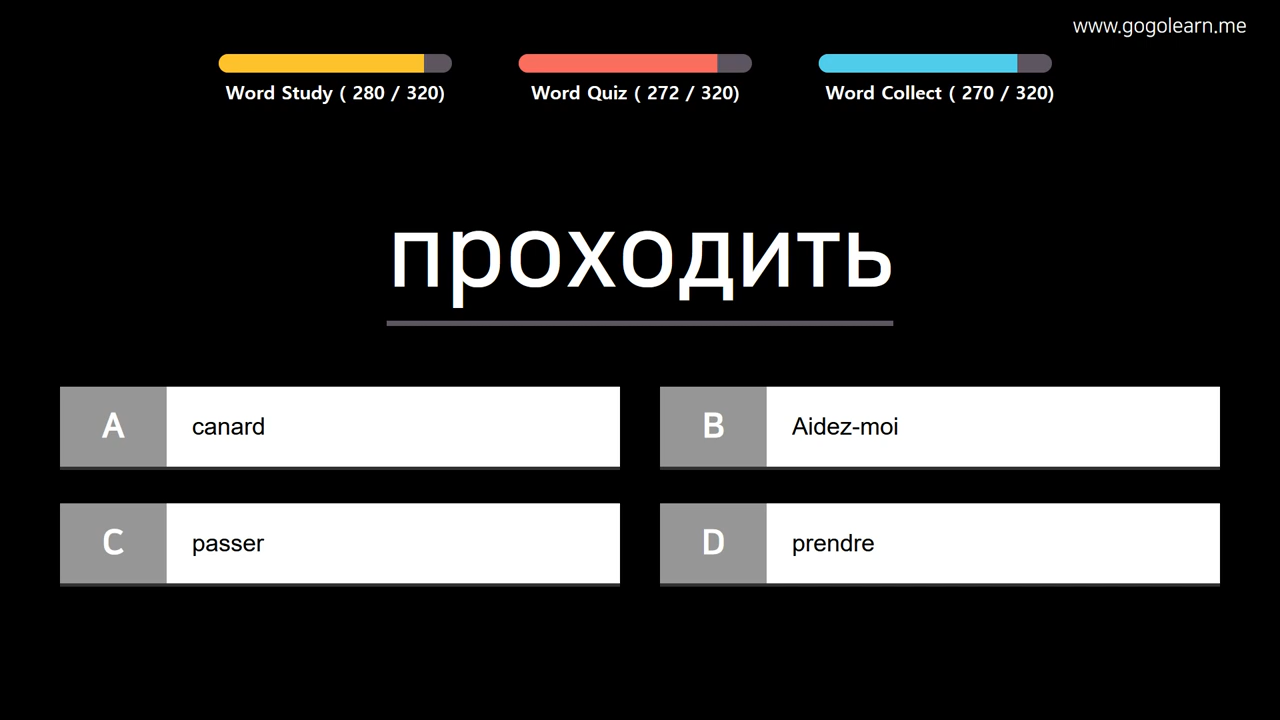 www.gogolearn.me
Word Study ( 280 / 320)
Word Quiz ( 272 / 320)
Word Collect ( 270 / 320)
проходить
A canard
B Aidez-moi
C passer
D prendre